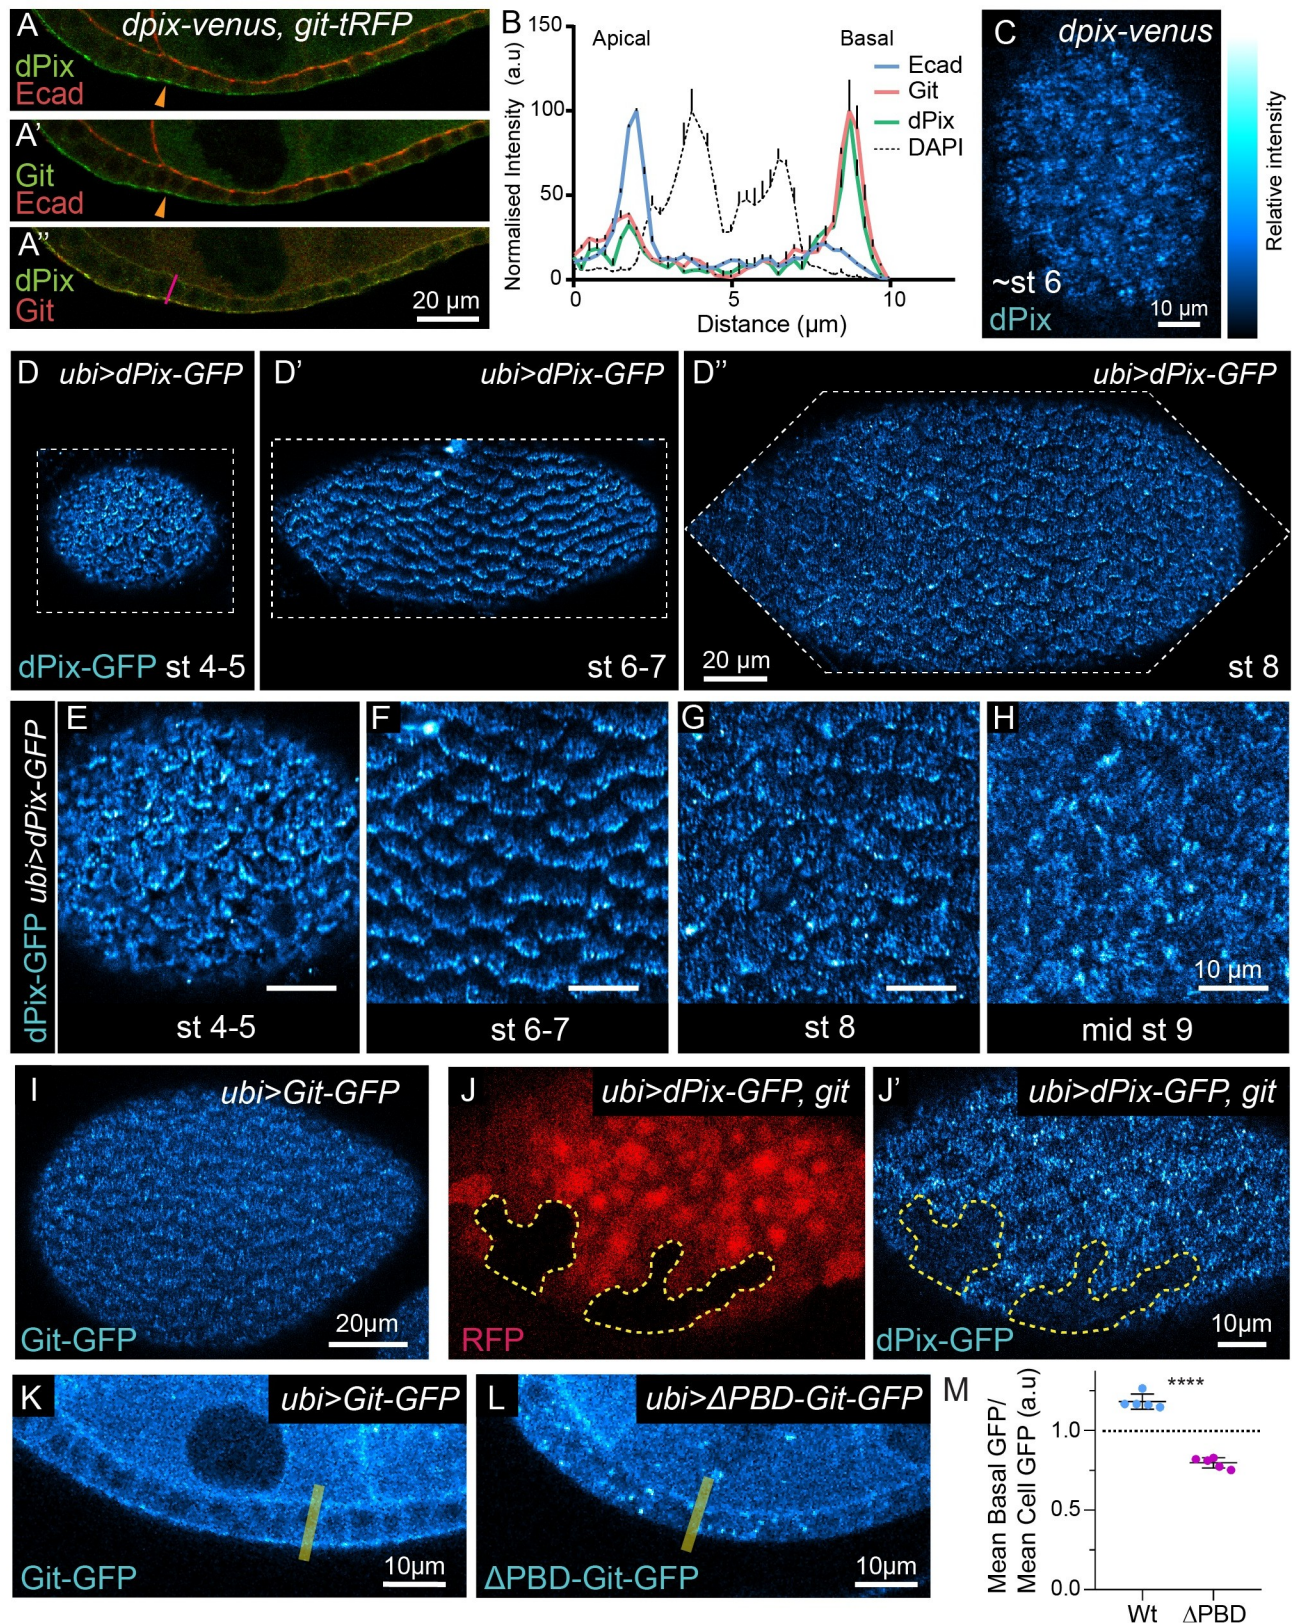 A
dpix-venus, git-tRFP
dPix
Ecad
A'
Git
Ecad
A"
dPix
Git
20 μm
B
Normalised Intensity (a.u)
150
100
50
0
Apical
Basal
Ecad
Git
dPix
DAPI
0
5
10
Distance (μm)
C
dpix-venus
~st 6
dPix
10 μm
Relative intensity
D
ubi>dPix-GFP
dPix-GFP st 4-5
D'
ubi>dPix-GFP
st 6-7
D"
ubi>dPix-GFP
20 μm
st 8
dPix-GFP ubi>dPix-GFP
E
st 4-5
F
st 6-7
G
st 8
H
10 μm
mid st 9
I
ubi>Git-GFP
Git-GFP
20μm
J
ubi>dPix-GFP, git
RFP
J'
ubi>dPix-GFP, git
dPix-GFP
10μm
K
ubi>Git-GFP
Git-GFP
10μm
L
ubi>ΔPBD-Git-GFP
ΔPBD-Git-GFP
10μm
M
Mean Basal GFP/
Mean Cell GFP (a.u)
****
1.0
0.5
0.0
Wt
ΔPBD